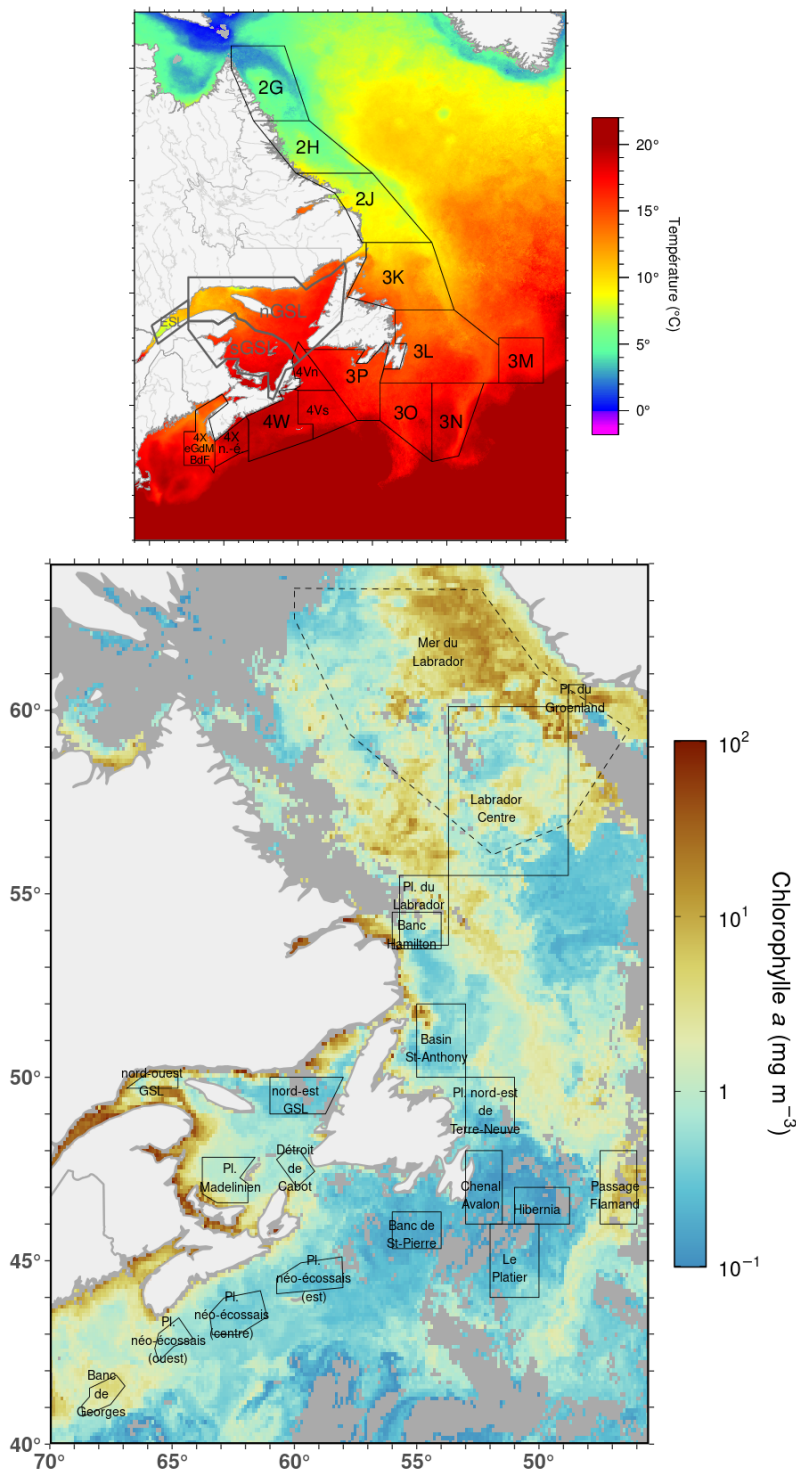 2G
2H
2J
3K
nGSL
ESL
sGSL
3L
3M
3P
4Vn
3O
3N
4Vs
4W
4X
eGdM
BdF
4X
n.-é
20°
15°
10°
5°
0°
Température (°C)
Mer du
Labrador
Pl. du
Groenland
Labrador
Centre
Pl. du
Labrador
Banc
Hamilton
Basin
St-Anthony
nord-ouest
GSL
nord-est
GSL
Pl. nord-est
de
Terre-Neuve
Détroit
de
Cabot
Pl.
Madelinien
Chenal
Avalon
Passage
Flamand
Hibernia
Banc de
St-Pierre
Le
Platier
Pl.
néo-écossais
(est)
Pl.
néo-écossais
(centre)
Pl.
néo-écossais
(ouest)
Banc
de
Georges
60°
55°
50°
45°
40°
70°
65°
60°
55°
50°
10²
10¹
1
10⁻¹
Chlorophylle a (mg m⁻³)